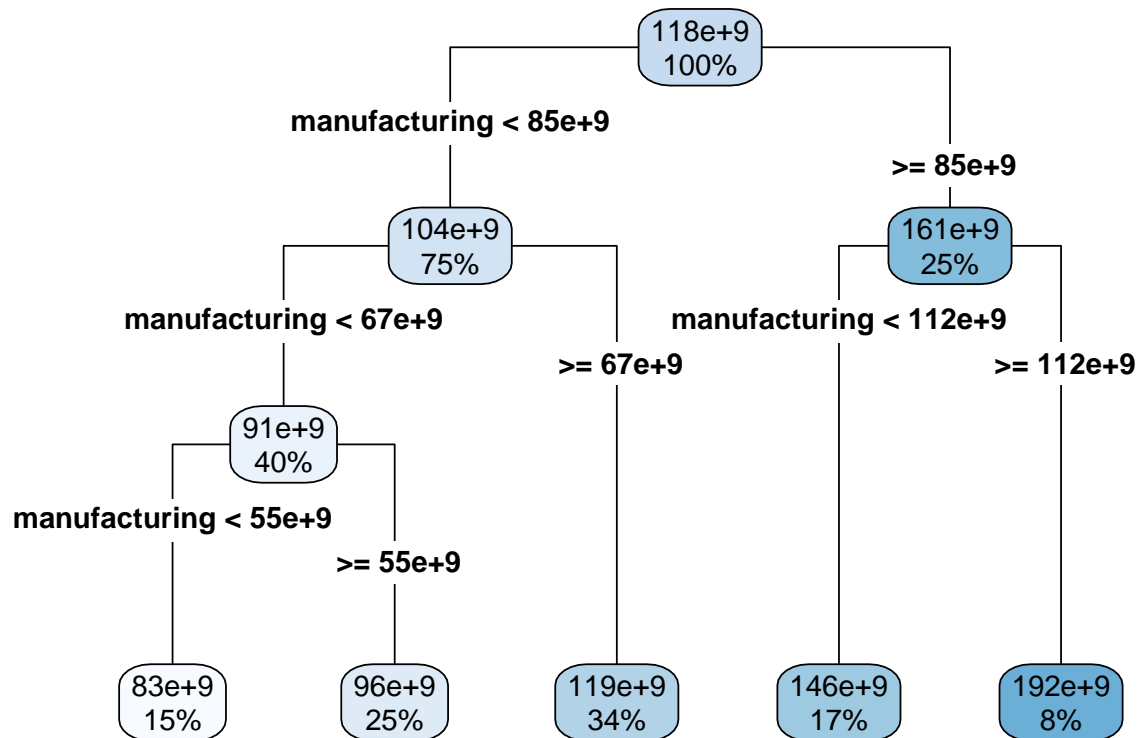 118e+9
100%
manufacturing < 85e+9
>= 85e+9
104e+9
75%
161e+9
25%
manufacturing < 67e+9
>= 67e+9
manufacturing < 112e+9
>= 112e+9
91e+9
40%
manufacturing < 55e+9
>= 55e+9
83e+9
15%
96e+9
25%
119e+9
34%
146e+9
17%
192e+9
8%